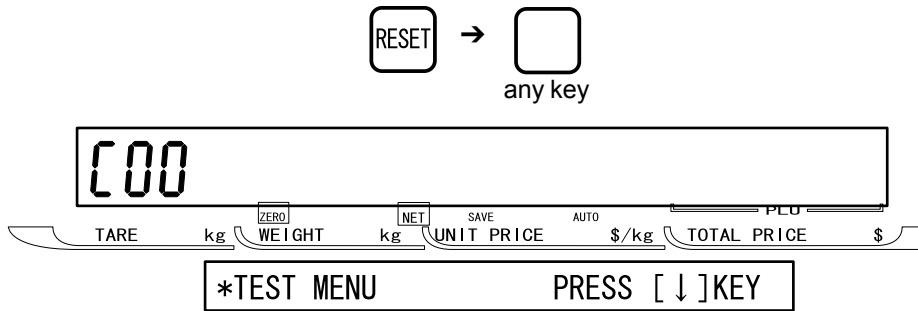 RESET → 
any key
C00
ZERO NET SAVE AUTO PLU
TARE kg WEIGHT kg UNIT PRICE $/kg TOTAL PRICE $
*TEST MENU PRESS [↓]KEY